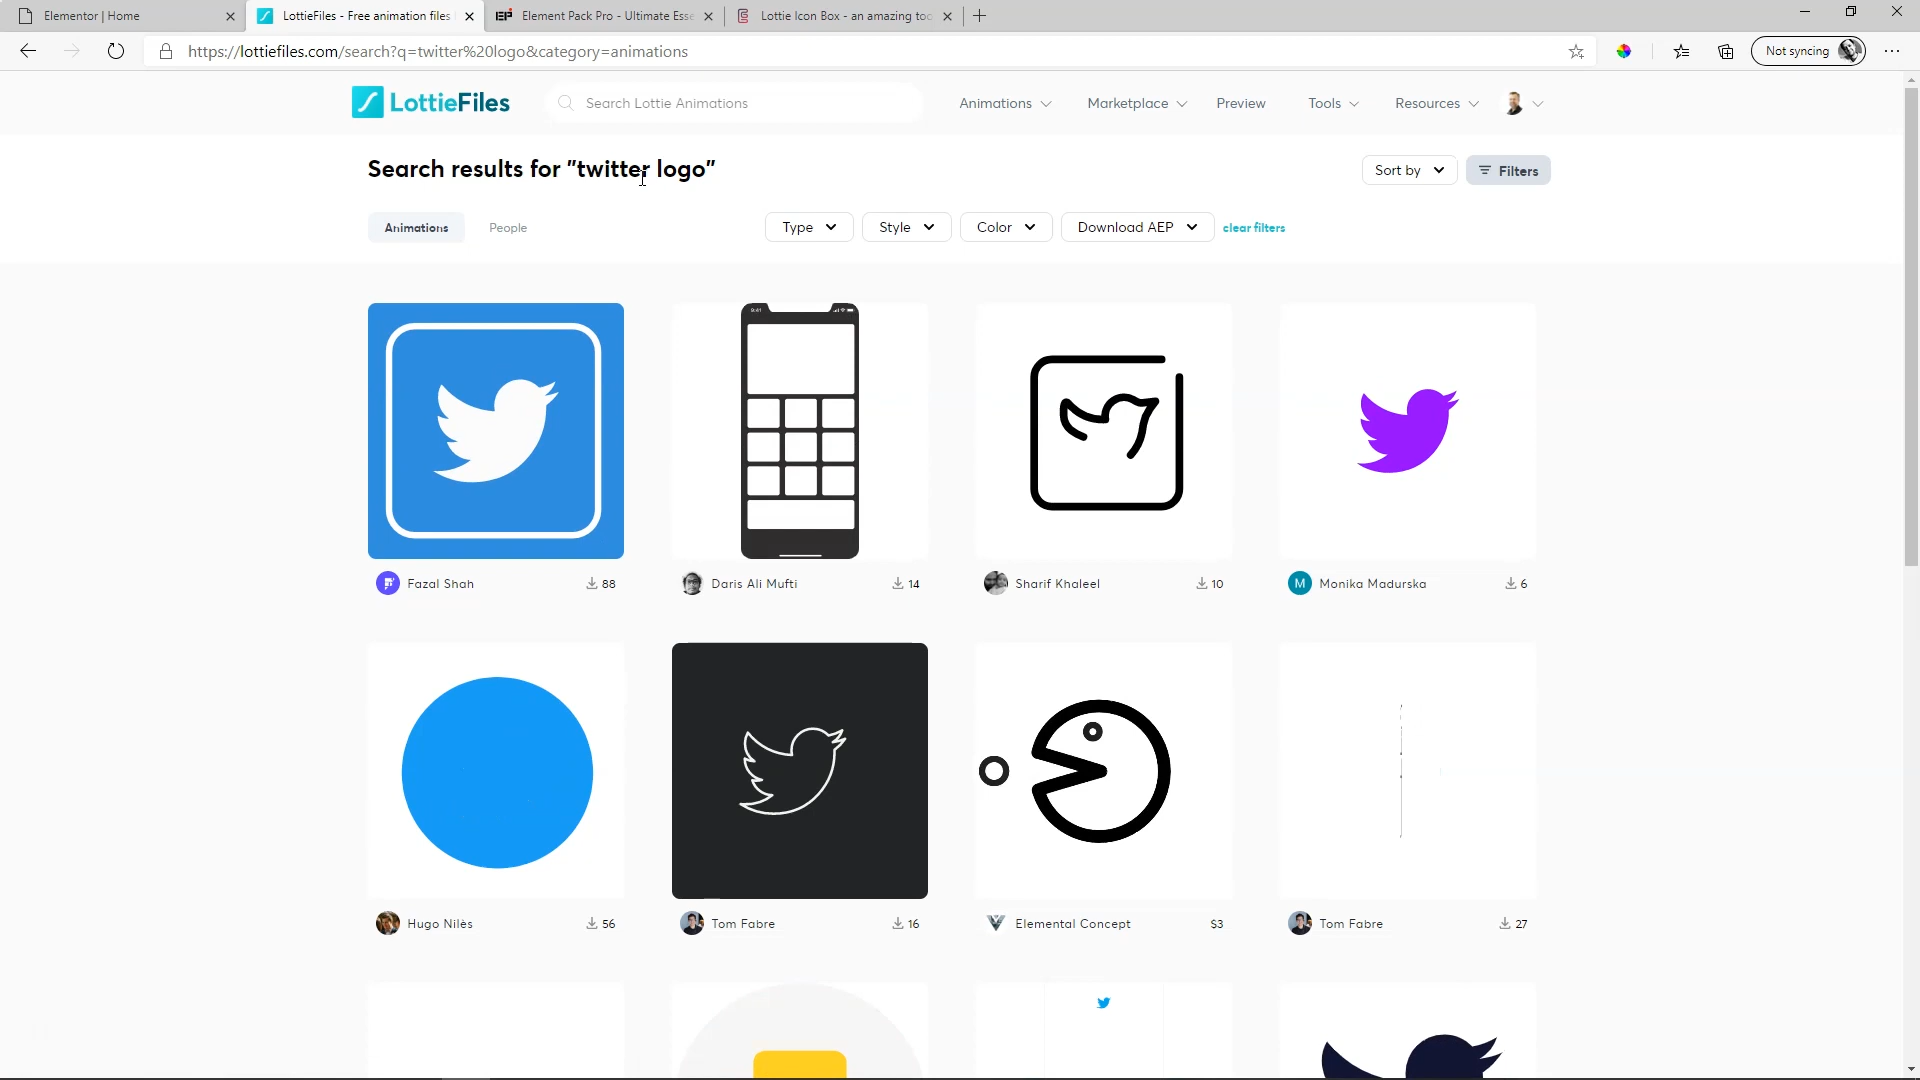 Elementor | Home
LottieFiles - Free animation files
Element Pack Pro - Ultimate Esse
Lottie Icon Box - an amazing too
https://lottiefiles.com/search?q=twitter%20logo&category=animations
Not syncing
LottieFiles
Search Lottie Animations
Animations
Marketplace
Preview
Tools
Resources
Search results for "twitter logo"
Sort by
Filters
Animations
People
Type
Style
Color
Download AEP
clear filters
9:41
Fazal Shah
88
Daris Ali Mufti
14
Sharif Khaleel
10
M
Monika Madurska
6
Hugo Nilès
56
Tom Fabre
16
Elemental Concept
$3
Tom Fabre
27